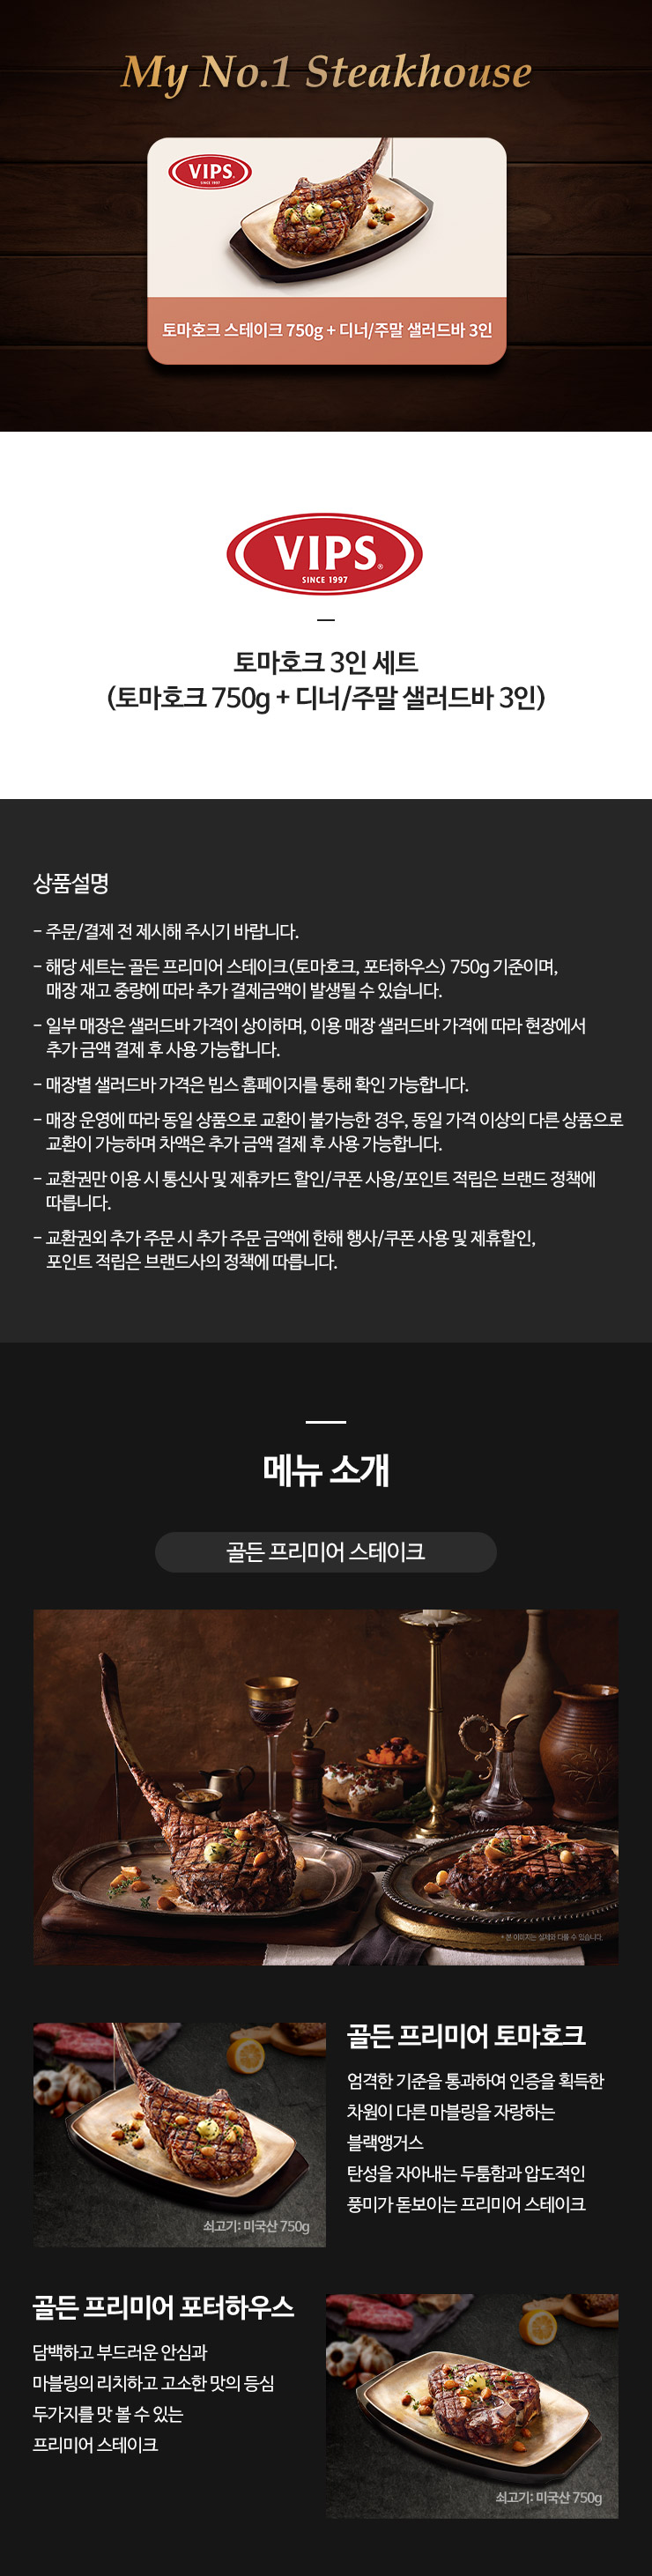 My No.1 Steakhouse
VIPS
SINCE 1997
토마호크 스테이크 750g + 디너/주말 샐러드바 3인
VIPS®
SINCE 1997
토마호크 3인 세트
(토마호크 750g + 디너/주말 샐러드바 3인)
상품설명
- 주문/결제 전 제시해 주시기 바랍니다.
- 해당 세트는 골든 프리미어 스테이크(토마호크, 포터하우스) 750g 기준이며,
매장 재고 중량에 따라 추가 결제금액이 발생될 수 있습니다.
- 일부 매장은 샐러드바 가격이 상이하며, 이용 매장 샐러드바 가격에 따라 현장에서
추가 금액 결제 후 사용 가능합니다.
- 매장별 샐러드바 가격은 빕스 홈페이지를 통해 확인 가능합니다.
- 매장 운영에 따라 동일 상품으로 교환이 불가능한 경우, 동일 가격 이상의 다른 상품으로
교환이 가능하며 차액은 추가 금액 결제 후 사용 가능합니다.
- 교환권만 이용 시 통신사 및 제휴카드 할인/쿠폰 사용/포인트 적립은 브랜드 정책에
따릅니다.
- 교환권외 추가 주문 시 추가 주문 금액에 한해 행사/쿠폰 사용 및 제휴할인,
포인트 적립은 브랜드사의 정책에 따릅니다.
메뉴 소개
골든 프리미어 스테이크
* 본 이미지는 실제와 다를 수 있습니다.
골든 프리미어 토마호크
엄격한 기준을 통과하여 인증을 획득한
차원이 다른 마블링을 자랑하는
블랙앵거스
탄성을 자아내는 두툼함과 압도적인
풍미가 돋보이는 프리미어 스테이크
쇠고기: 미국산 750g
골든 프리미어 포터하우스
담백하고 부드러운 안심과
마블링의 리치하고 고소한 맛의 등심
두가지를 맛 볼 수 있는
프리미어 스테이크
쇠고기: 미국산 750g